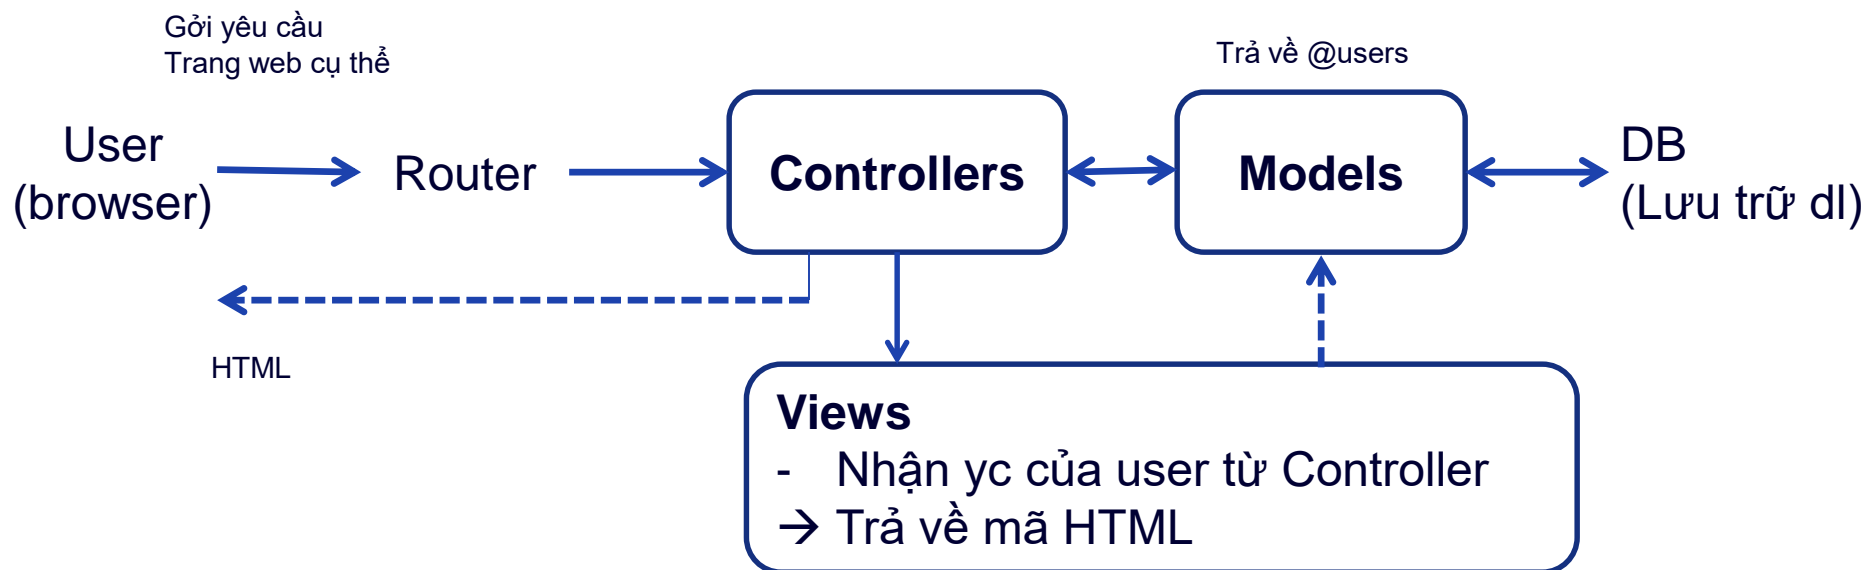 Gởi yêu cầu
Trang web cụ thể
Trả về @users
User
(browser)
Router
Controllers
Models
DB
(Lưu trữ dl)
HTML
Views
- Nhận yc của user từ Controller
→ Trả về mã HTML